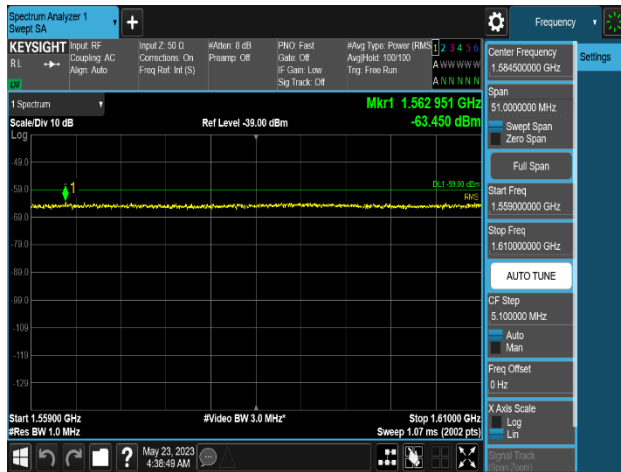 Spectrum Analyzer 1
Swept SA
Frequency
KEYSIGHT
R L
Input: RF
Coupling: AC
Align: Auto
Input Z: 50 Ω
Corrections: On
Freq Ref: Int (S)
#Atten: 8 dB
Preamp: Off
PNO: Fast
Gate: Off
IF Gain: Low
Sig Track: Off
#Avg Type: Power (RMS
Avg|Hold: 100/100
Trig: Free Run
1 2 3 4 5 6
A W W W W W
A N N N N N
1 Spectrum
Scale/Div 10 dB
Log
Ref Level -39.00 dBm
Mkr1 1.562 951 GHz
-63.450 dBm
-49.0
-59.0
1
DL1 -59.00 dBm
RMS
-69.0
-79.0
-89.0
-99.0
-109
-119
-129
Start 1.55900 GHz
#Res BW 1.0 MHz
#Video BW 3.0 MHz*
Stop 1.61000 GHz
Sweep 1.07 ms (2002 pts)
Center Frequency
1.584500000 GHz
Settings
Span
51.0000000 MHz
Swept Span
Zero Span
Full Span
Start Freq
1.559000000 GHz
Stop Freq
1.610000000 GHz
AUTO TUNE
CF Step
5.100000 MHz
Auto
Man
Freq Offset
0 Hz
X Axis Scale
Log
Lin
Signal Track
(Span Zoom)
?
May 23, 2023
4:38:49 AM